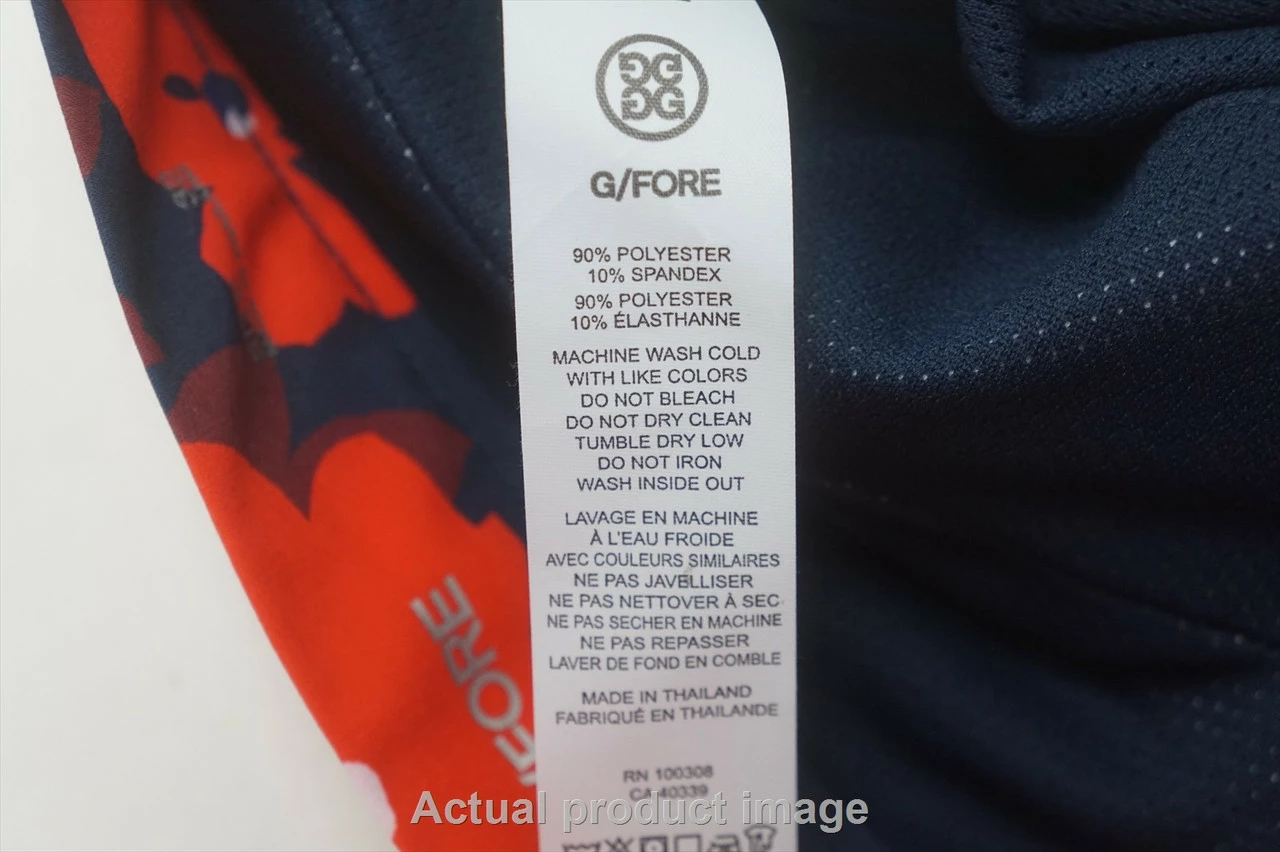 G/FORE
90% POLYESTER
10% SPANDEX
90% POLYESTER
10% ÉLASTHANNE
MACHINE WASH COLD
WITH LIKE COLORS
DO NOT BLEACH
DO NOT DRY CLEAN
TUMBLE DRY LOW
DO NOT IRON
WASH INSIDE OUT
LAVAGE EN MACHINE
À L'EAU FROIDE
AVEC COULEURS SIMILAIRES
NE PAS JAVELLISER
NE PAS NETTOVER À SEC
NE PAS SECHER EN MACHINE
NE PAS REPASSER
LAVER DE FOND EN COMBLE
MADE IN THAILAND
FABRIQUÉ EN THAILANDE
RN 100308
CA 40339
/FORE
Actual product image